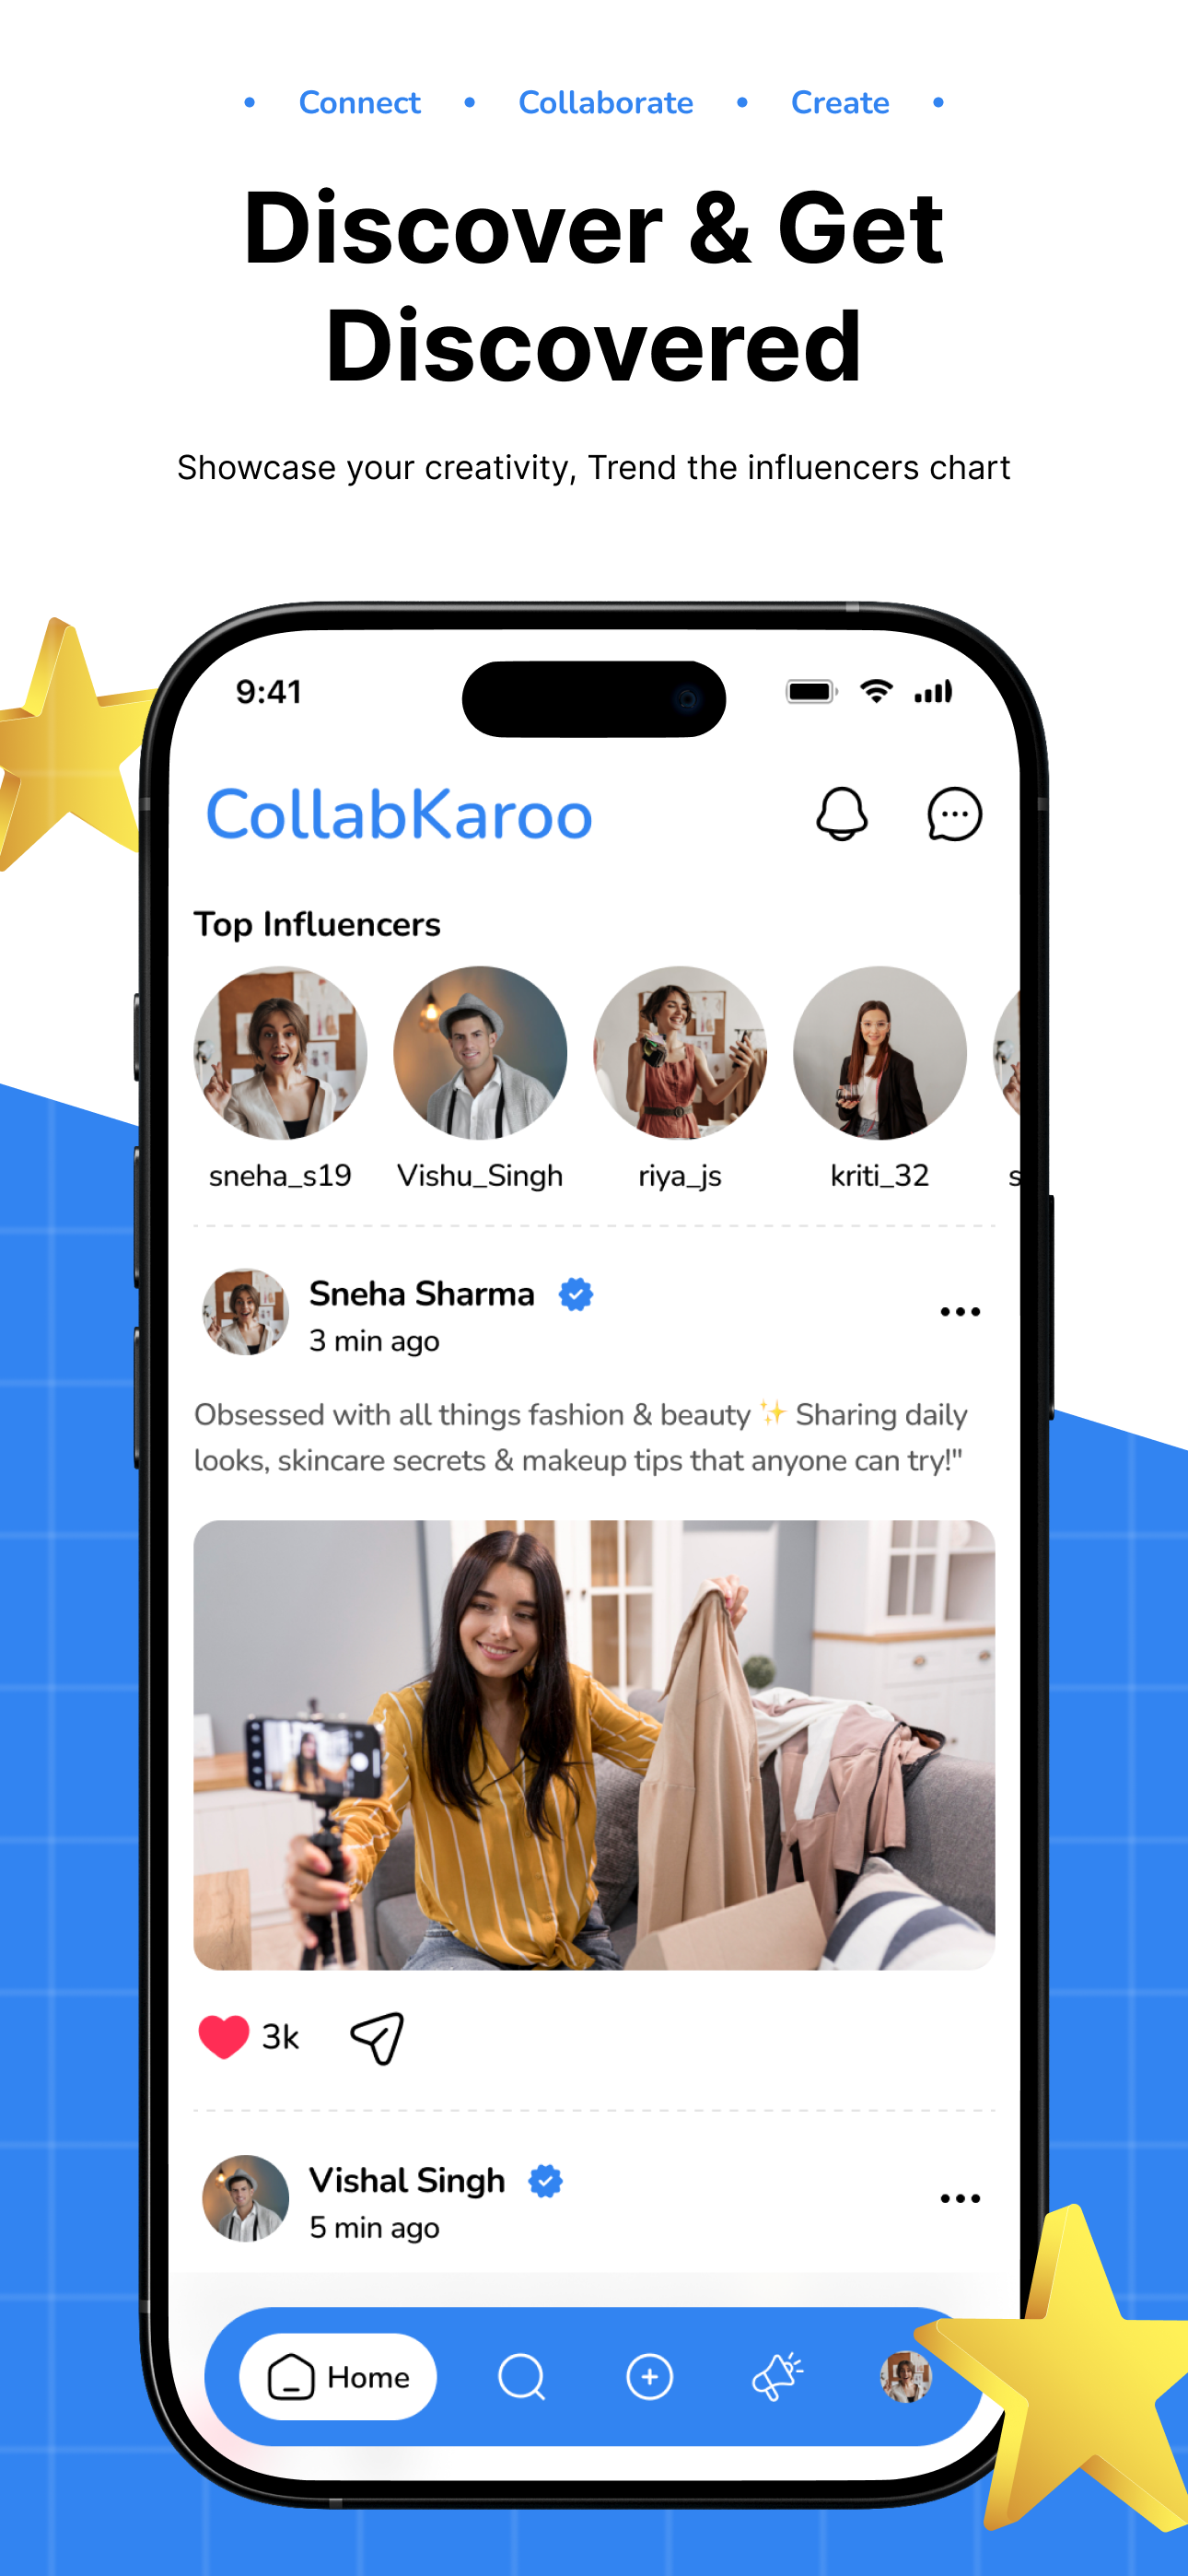 • Connect • Collaborate • Create •
Discover & Get
Discovered
Showcase your creativity, Trend the influencers chart
9:41
CollabKaroo
Top Influencers
sneha_s19 Vishu_Singh riya_js kriti_32 s
Sneha Sharma
3 min ago
Obsessed with all things fashion & beauty ✨ Sharing daily
looks, skincare secrets & makeup tips that anyone can try!"
3k
Vishal Singh
5 min ago
Home